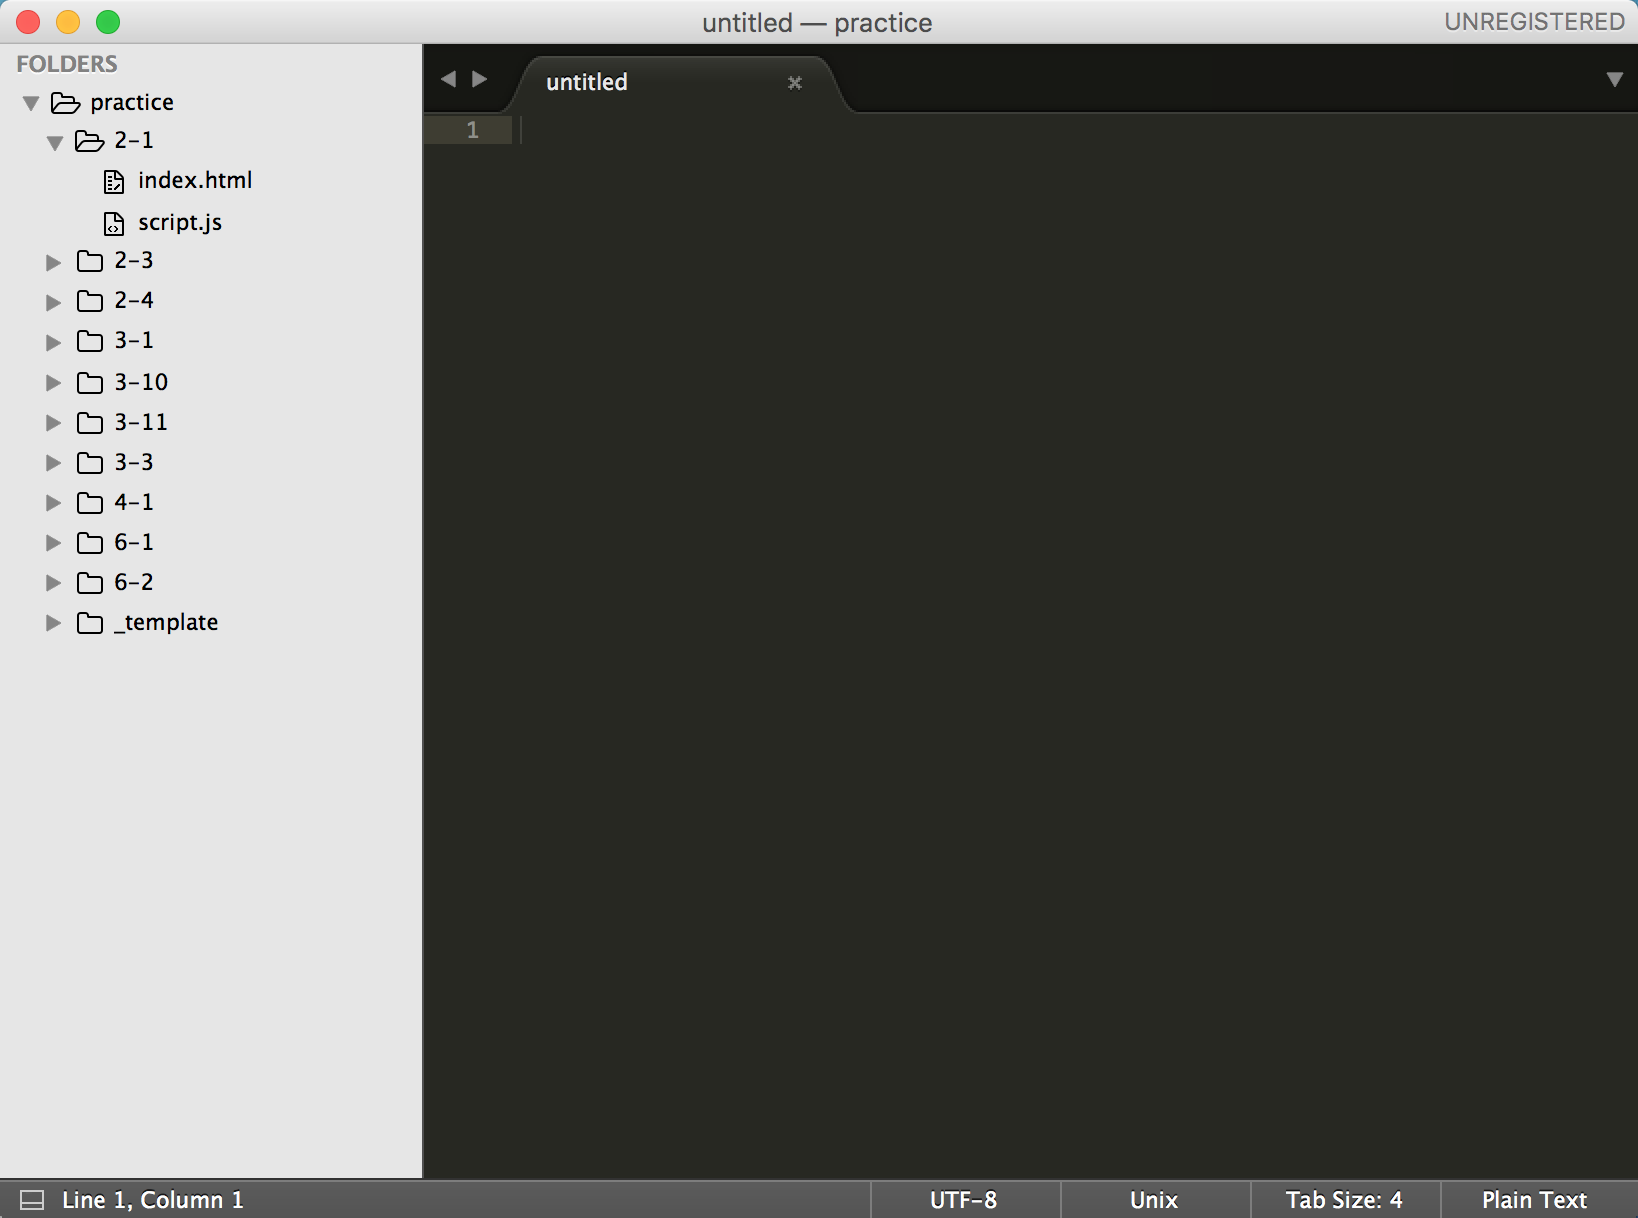 untitled — practice
UNREGISTERED
FOLDERS
practice
2-1
index.html
script.js
2-3
2-4
3-1
3-10
3-11
3-3
4-1
6-1
6-2
_template
untitled
1
Line 1, Column 1
UTF-8
Unix
Tab Size: 4
Plain Text